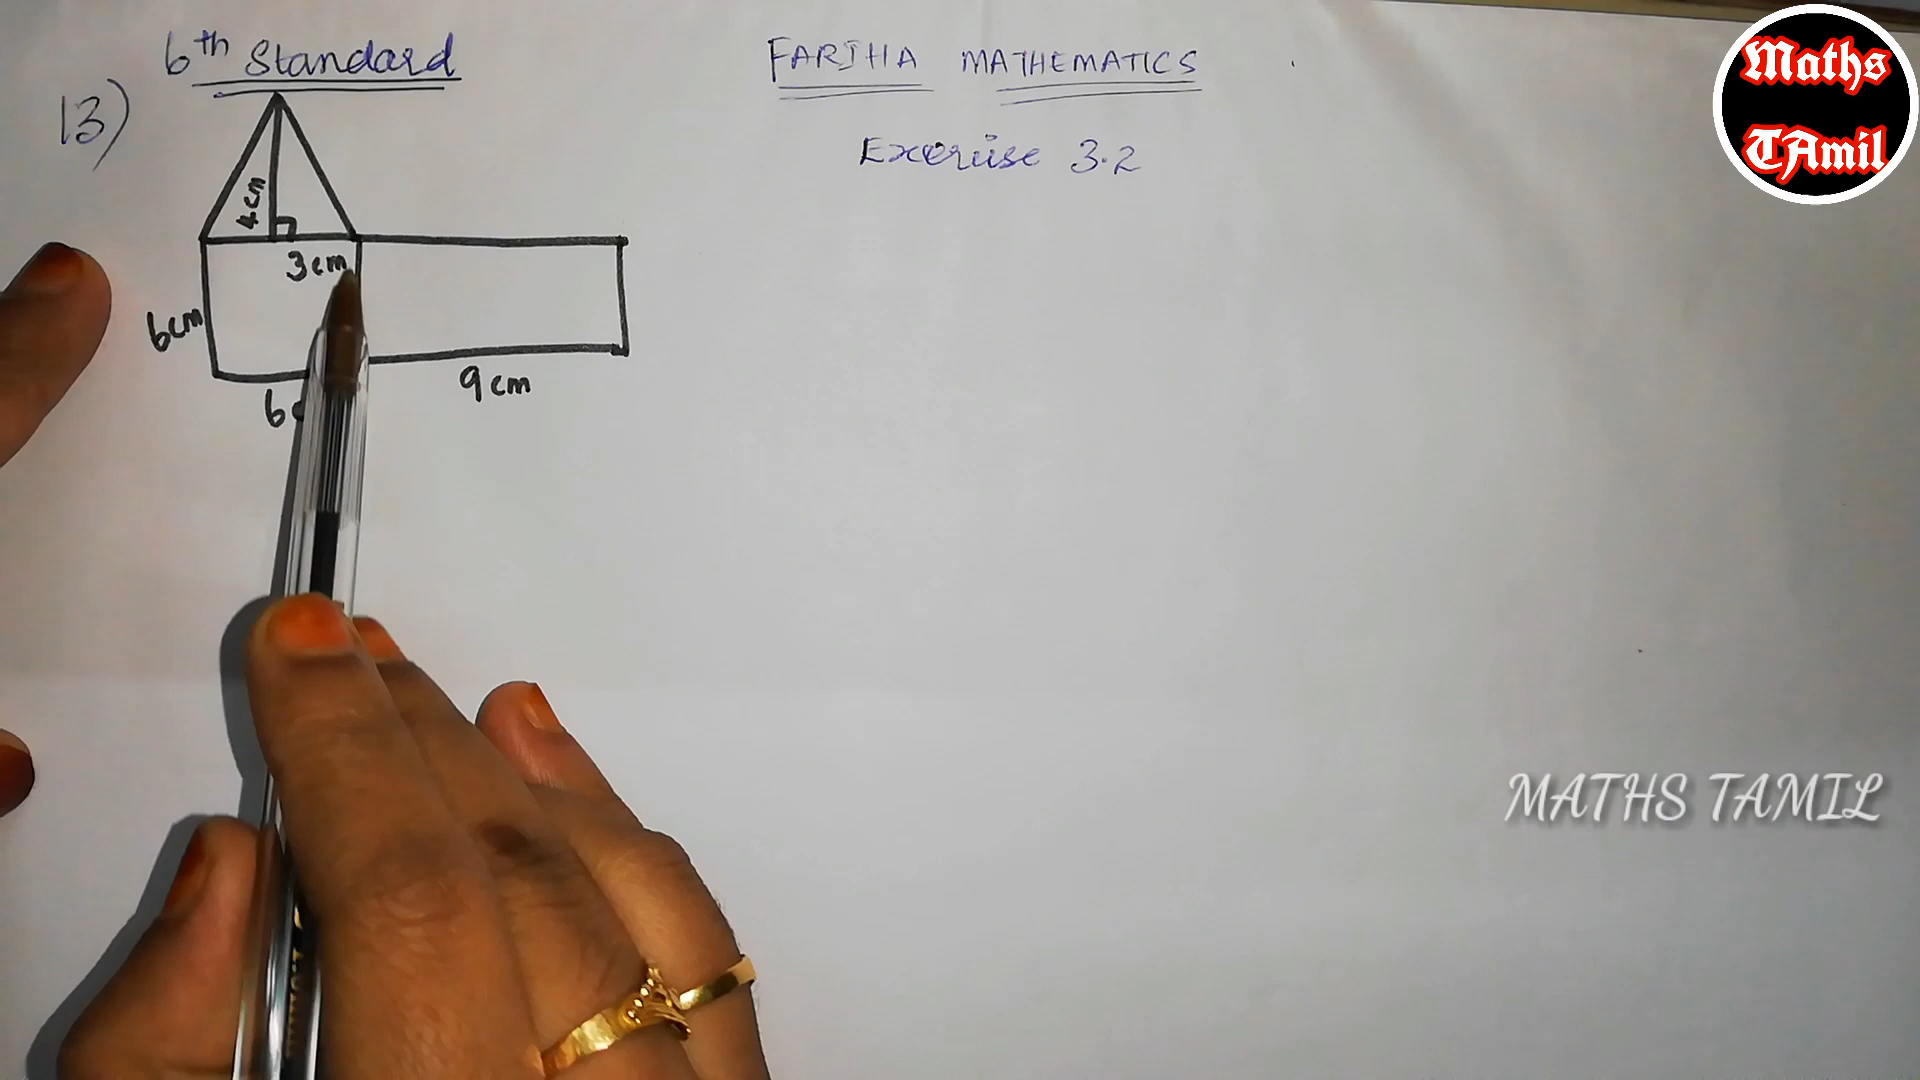 6th Standard
FARIHA MATHEMATICS
Maths
TAmil
13)
Exercise 3.2
4cm
3cm
6cm
9cm
MATHS TAMIL